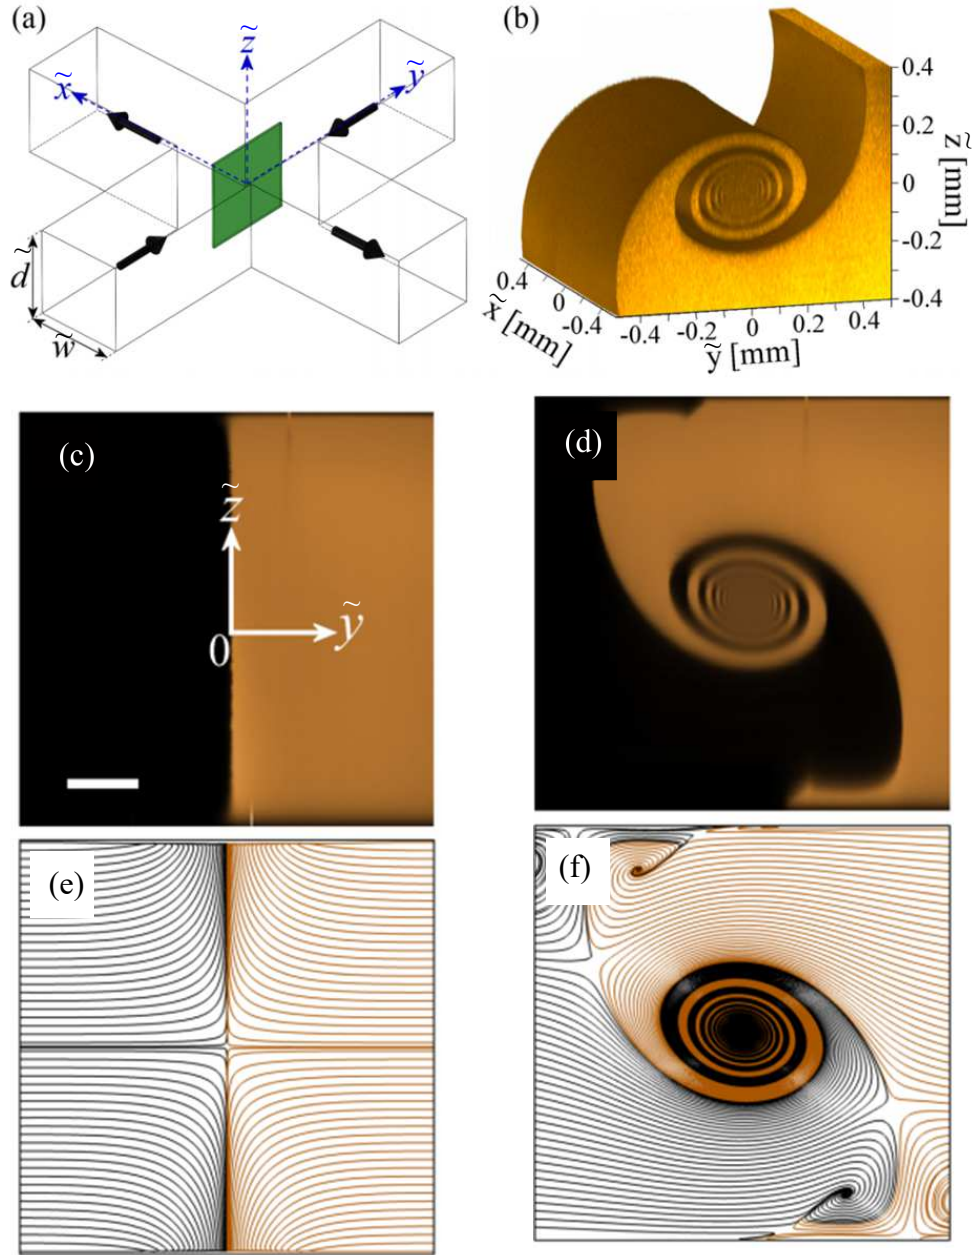 (a)
z̃
x̃
ỹ
d̃
w̃
(b)
0.4
0.2
0
-0.2
-0.4
z̃ [mm]
0.4
0
-0.4
x̃ [mm]
-0.4 -0.2 0 0.2 0.4
ỹ [mm]
(c)
z̃
0
ỹ
(d)
(e)
(f)